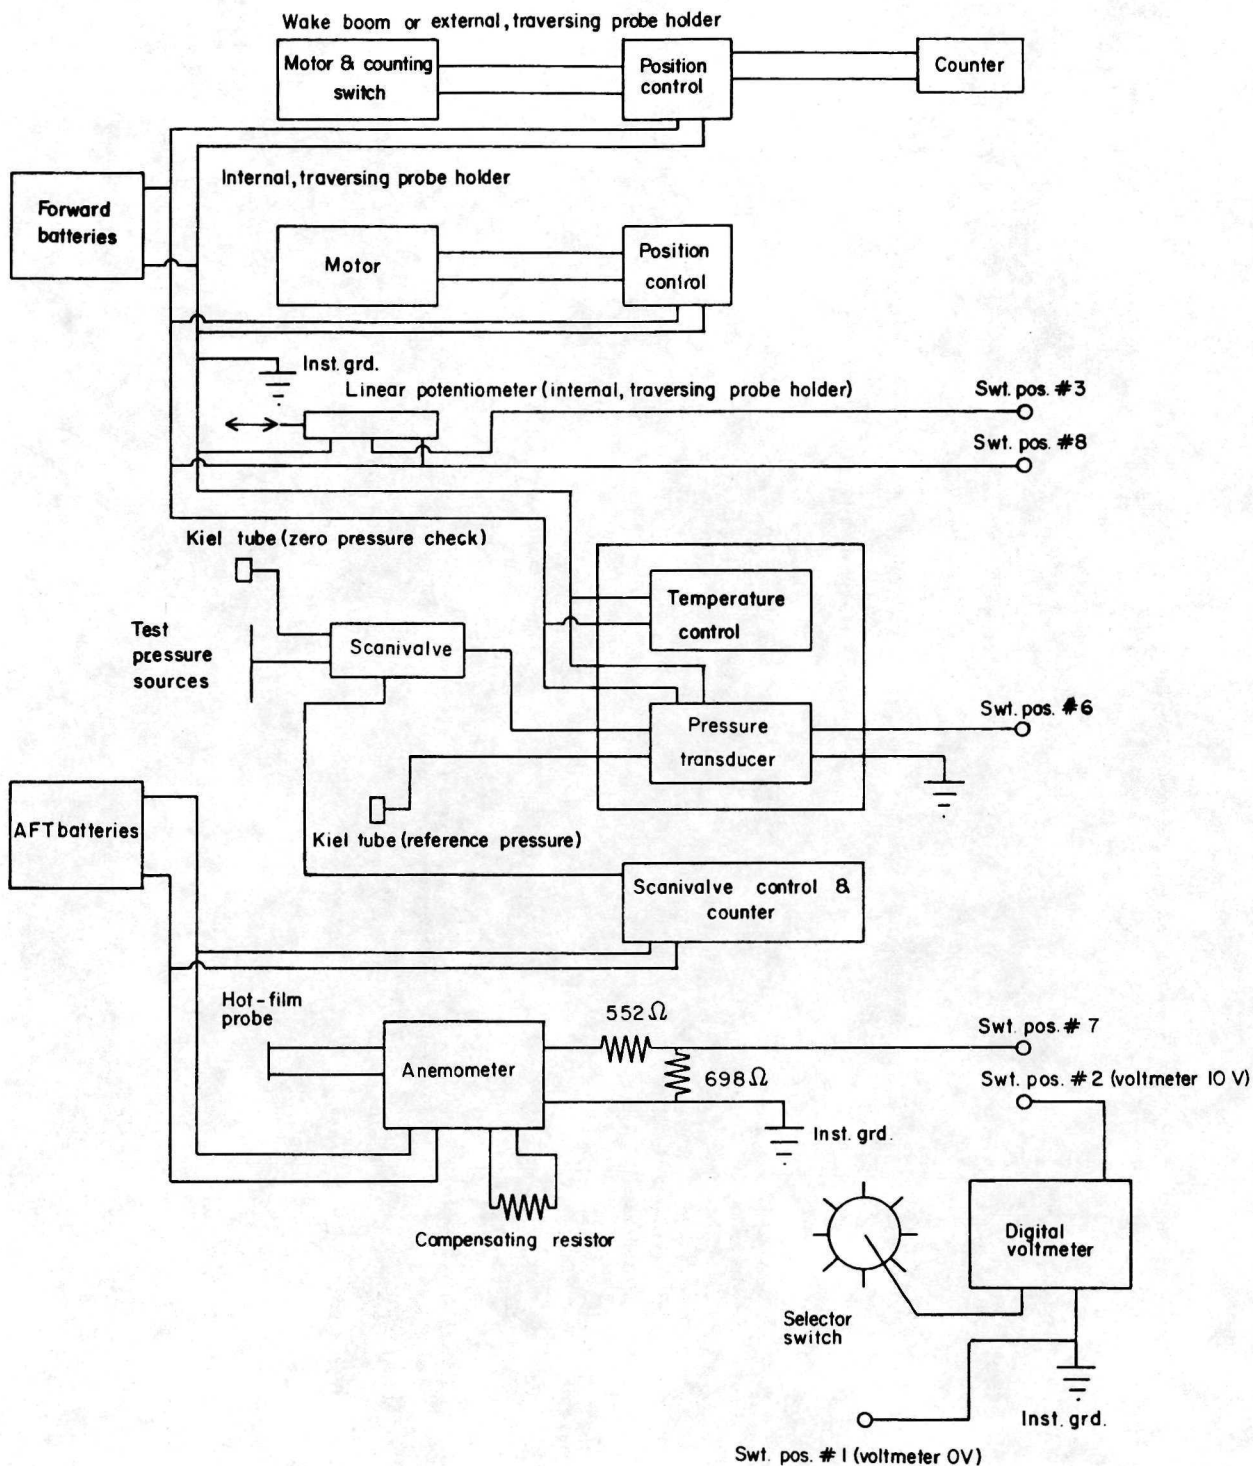 Wake boom or external, traversing probe holder
Motor & counting
switch
Position
control
Counter
Internal, traversing probe holder
Forward
batteries
Motor
Position
control
Inst. grd.
Linear potentiometer (internal, traversing probe holder)
Swt. pos. #3
Swt. pos. #8
Kiel tube (zero pressure check)
Temperature
control
Test
pressure
sources
Scanivalve
Pressure
transducer
Swt. pos. #6
AFT batteries
Kiel tube (reference pressure)
Scanivalve control &
counter
Hot-film
probe
552 Ω
Swt. pos. # 7
Anemometer
698 Ω
Swt. pos. # 2 (voltmeter 10 V)
Inst. grd.
Compensating resistor
Digital
voltmeter
Selector
switch
Inst. grd.
Swt. pos. # 1 (voltmeter 0V)